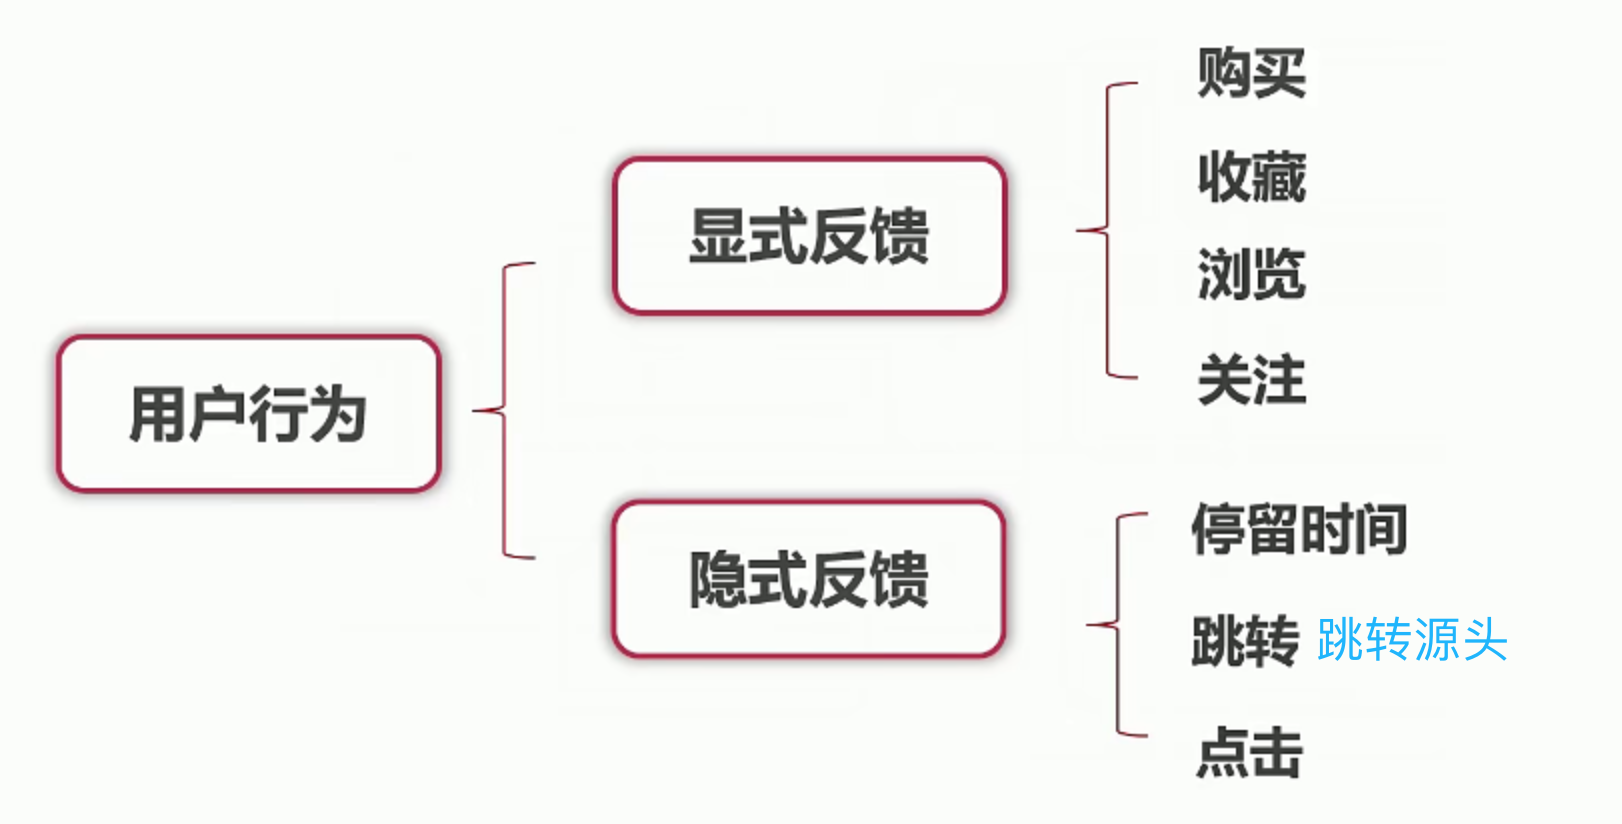 用户行为
显式反馈
购买
收藏
浏览
关注
隐式反馈
停留时间
跳转 跳转源头
点击